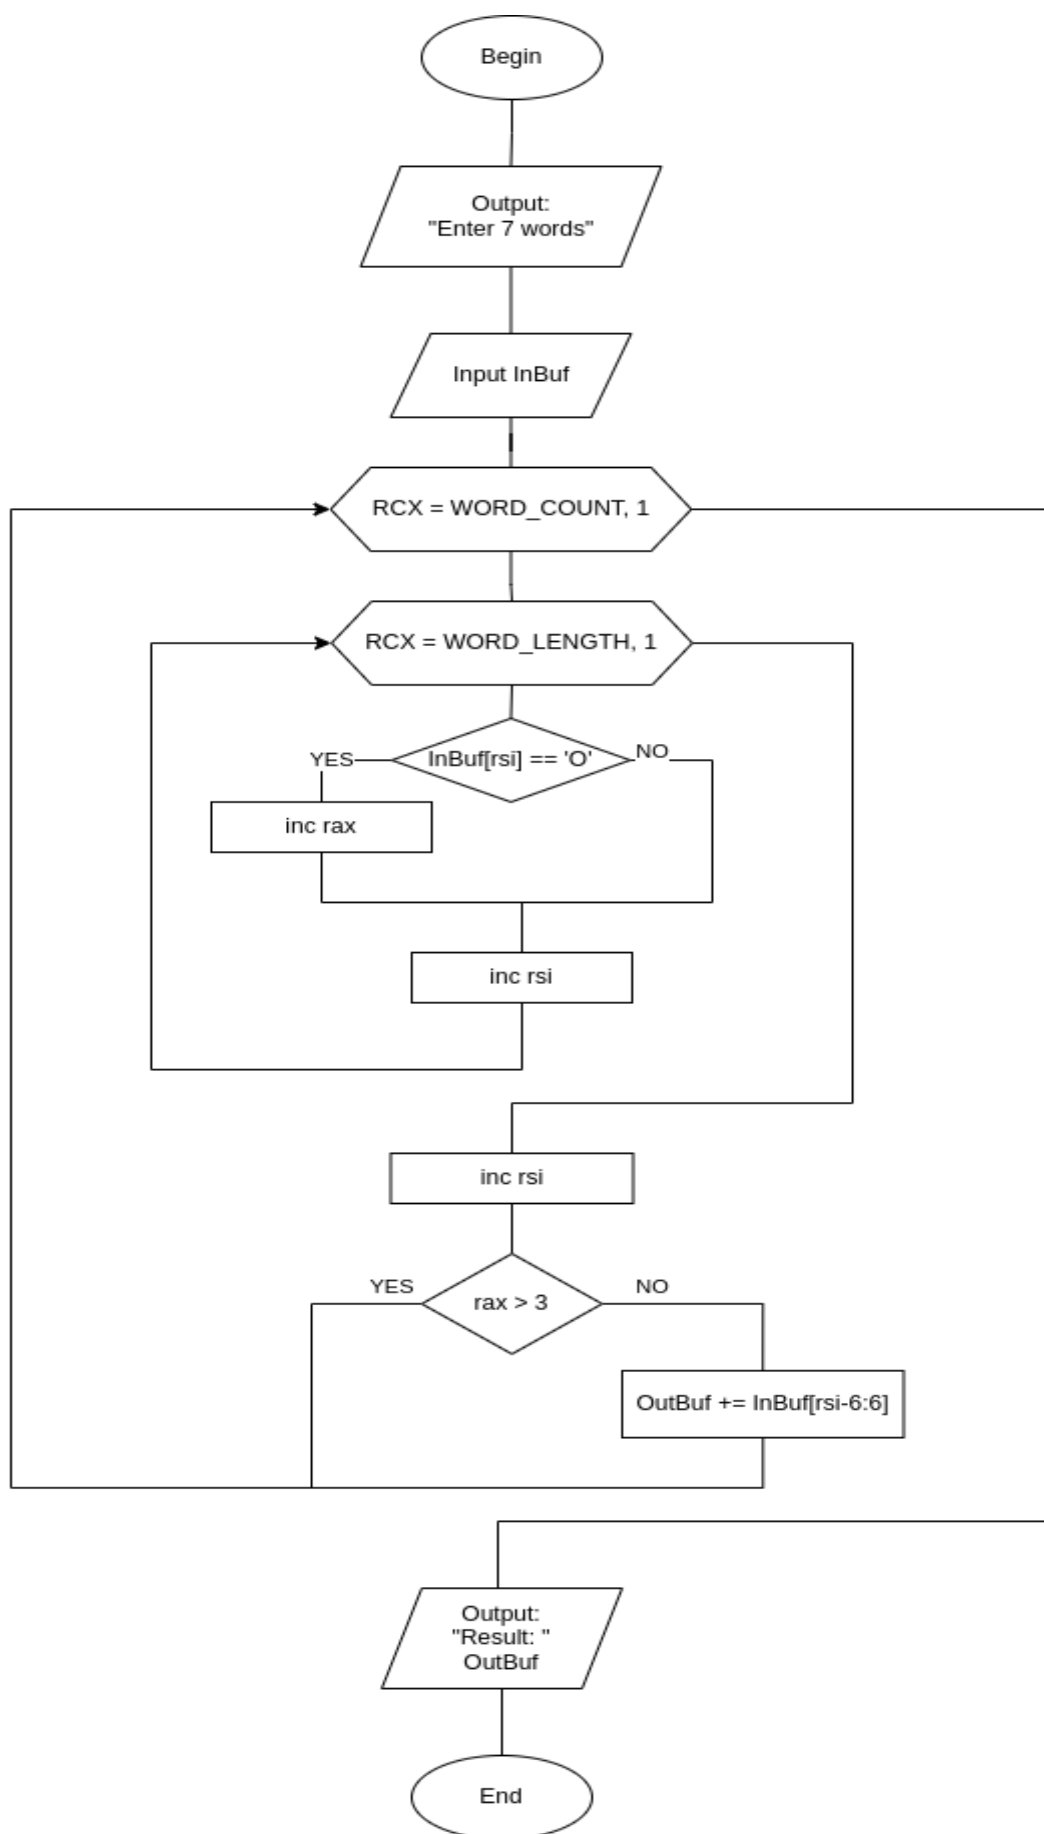 Begin
Output:
"Enter 7 words"
Input InBuf
RCX = WORD_COUNT, 1
RCX = WORD_LENGTH, 1
InBuf[rsi] == 'O'
YES
NO
inc rax
inc rsi
inc rsi
YES
NO
rax > 3
OutBuf += InBuf[rsi-6:6]
Output:
"Result: "
OutBuf
End